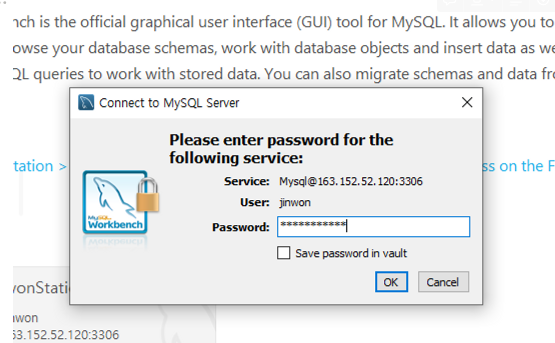 nch is the official graphical user interface (GUI) tool for MySQL. It allows you to
owse your database schemas, work with database objects and insert data as we
QL queries to work with stored data. You can also migrate schemas and data fro
Connect to MySQL Server
Please enter password for the
following service:
tation > ss on the F
Service: Mysql@163.152.52.120:3306
User: jinwon
Password: ***********
MySQL
Workbench
Save password in vault
OK Cancel
wonStati
nwon
63.152.52.120:3306